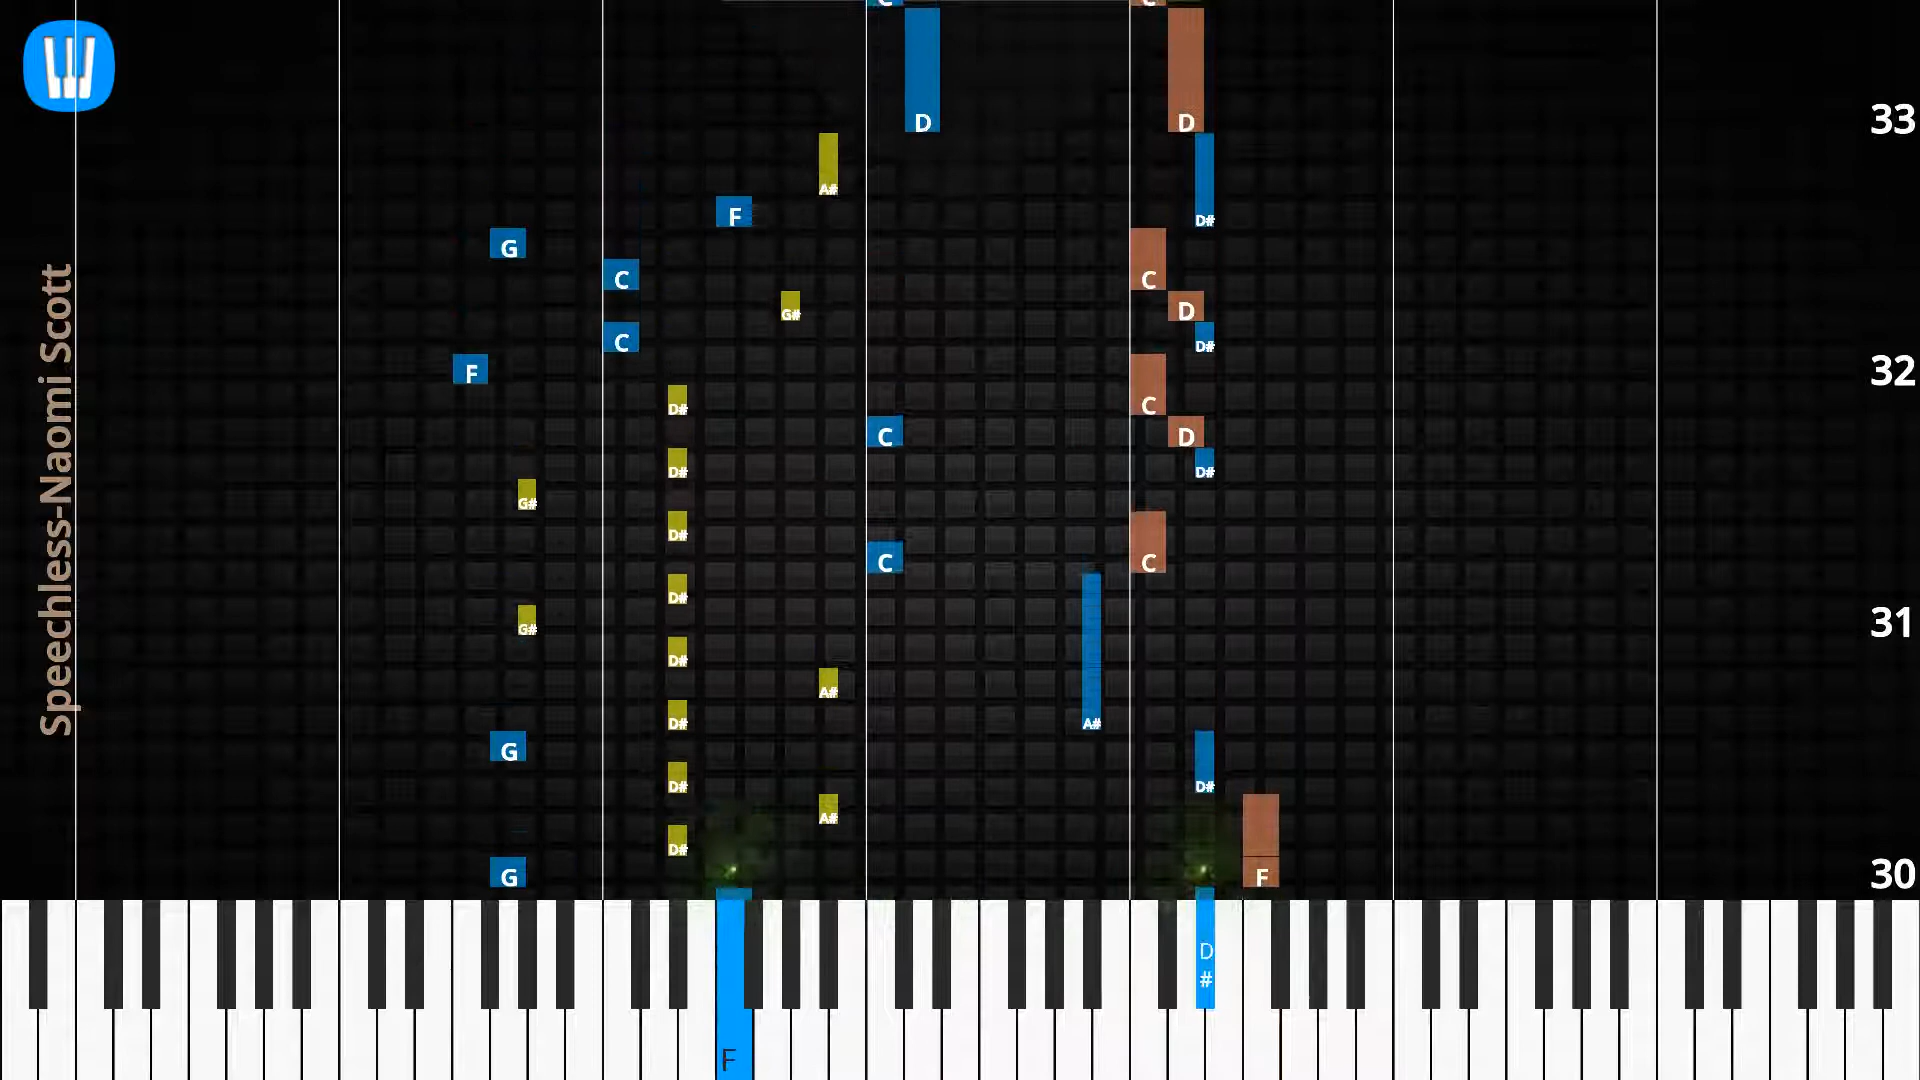 Speechless-Naomi Scott
C C
D D 33
A#
F D#
G
C C
G# D
C D#
F 32
D# C
C D
D# D#
G#
D#
C C
D# 31
G#
D#
A#
D# A#
G
D# D#
A#
D#
G F 30
D
#
F